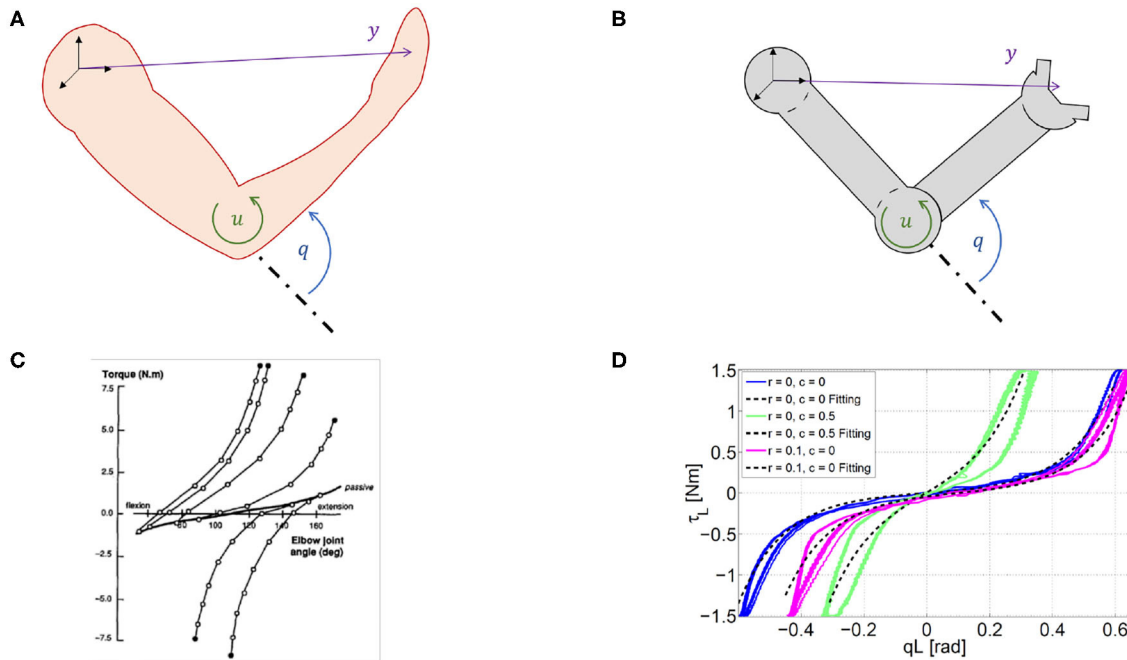 A
y
u
q
B
y
u
q
C
Torque (N.m)
7.5
5.0
2.5
0.0
-2.5
-5.0
-7.5
flexion
passive
extension
100
120
140
160
Elbow joint
angle (deg)
D
r = 0, c = 0
r = 0, c = 0 Fitting
r = 0, c = 0.5
r = 0, c = 0.5 Fitting
r = 0.1, c = 0
r = 0.1, c = 0 Fitting
1.5
1
0.5
0
-0.5
-1
-1.5
τL [Nm]
-0.4
-0.2
0
0.2
0.4
0.6
qL [rad]